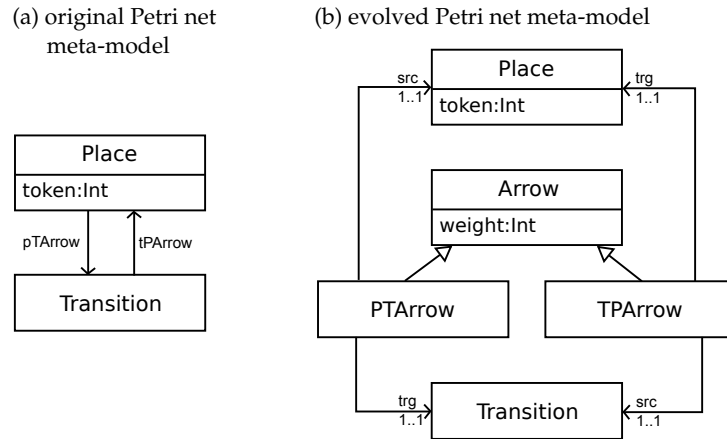 (a) original Petri net
meta-model
Place
token:Int
pTArrow
tPArrow
Transition
(b) evolved Petri net meta-model
src
1..1
Place
token:Int
trg
1..1
Arrow
weight:Int
PTArrow
TPArrow
trg
1..1
Transition
src
1..1